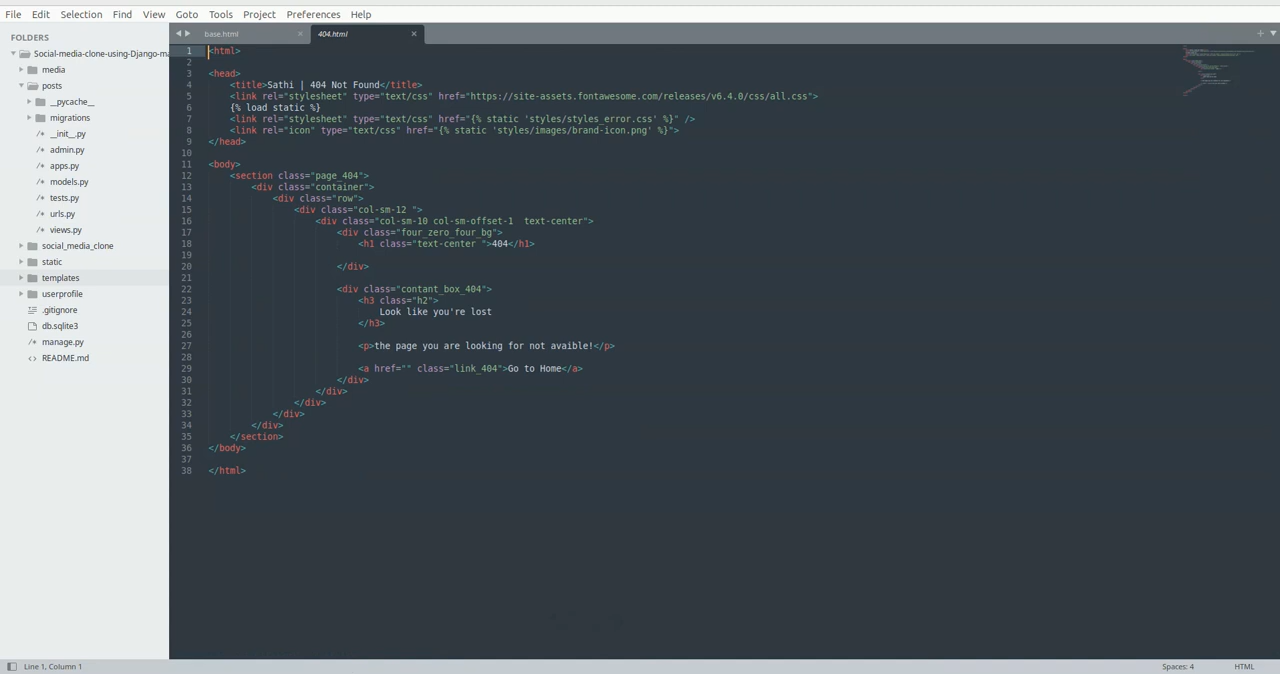 File Edit Selection Find View Goto Tools Project Preferences Help
FOLDERS
Social-media-clone-using-Django-ma
media
posts
__pycache__
migrations
__init__.py
admin.py
apps.py
models.py
tests.py
urls.py
views.py
social_media_clone
static
templates
userprofile
.gitignore
db.sqlite3
manage.py
README.md
base.html 404.html
1 <html>
2
3 <head>
4 <title>Sathi | 404 Not Found</title>
5 <link rel="stylesheet" type="text/css" href="https://site-assets.fontawesome.com/releases/v6.4.0/css/all.css">
6 {% load static %}
7 <link rel="stylesheet" type="text/css" href="{% static 'styles/styles_error.css' %}" />
8 <link rel="icon" type="text/css" href="{% static 'styles/images/brand-icon.png' %}">
9 </head>
10
11 <body>
12 <section class="page_404">
13 <div class="container">
14 <div class="row">
15 <div class="col-sm-12 ">
16 <div class="col-sm-10 col-sm-offset-1  text-center">
17 <div class="four_zero_four_bg">
18 <h1 class="text-center ">404</h1>
19
20 </div>
21
22 <div class="contant_box_404">
23 <h3 class="h2">
24 Look like you're lost
25 </h3>
26
27 <p>the page you are looking for not avaible!</p>
28
29 <a href="" class="link_404">Go to Home</a>
30 </div>
31 </div>
32 </div>
33 </div>
34 </div>
35 </section>
36 </body>
37
38 </html>
Line 1, Column 1 Spaces: 4 HTML